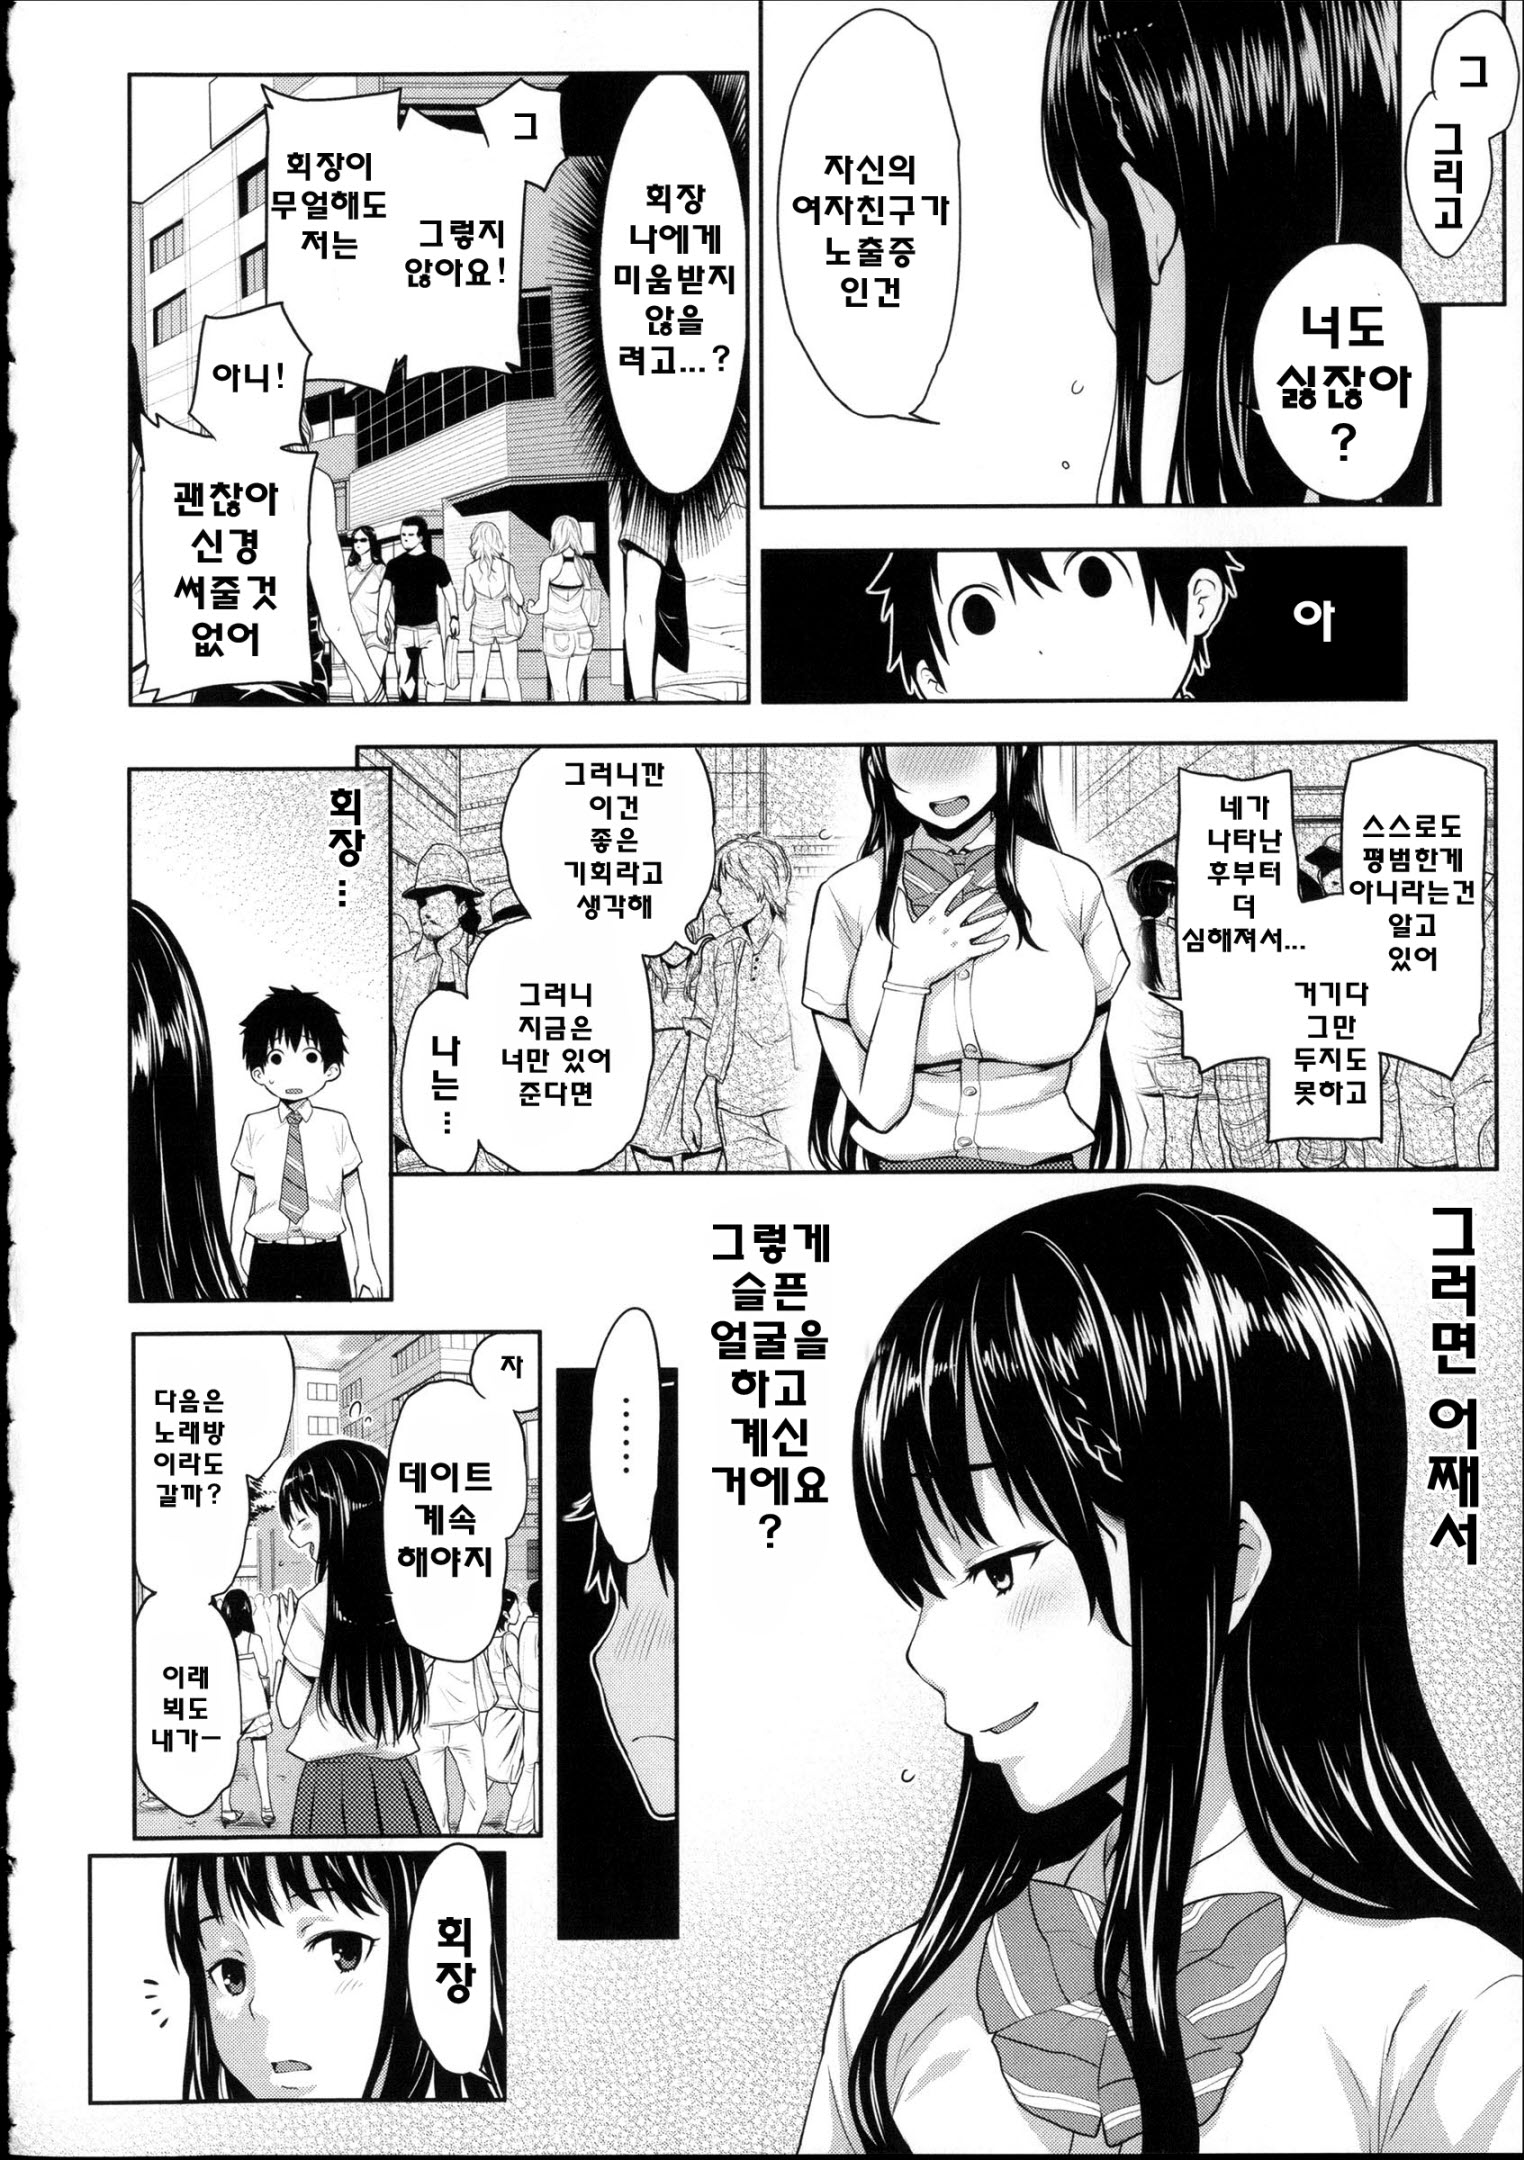 그
그리고
너도
싫잖아
?
자신의
여자친구가
노출증
인건
아
회장
나에게
미움받지
않을
려고...?
그
그렇지
않아요!
회장이
무얼해도
저는
아니!
괜찮아
신경
써줄것
없어
스스로도
평범한게
아니라는건
알고
있어
네가
나타난
후부터
더
심해져서...
거기다
그만
두지도
못하고
그러니깐
이건
좋은
기회라고
생각해
그러니
지금은
너만 있어
준다면
나는...
회장...
그러면 어째서
그렇게
슬픈
얼굴을
하고
계신
거에요
?
......
자
데이트
계속
해야지
다음은
노래방
이라도
갈까?
이래
뵈도
내가-
회장